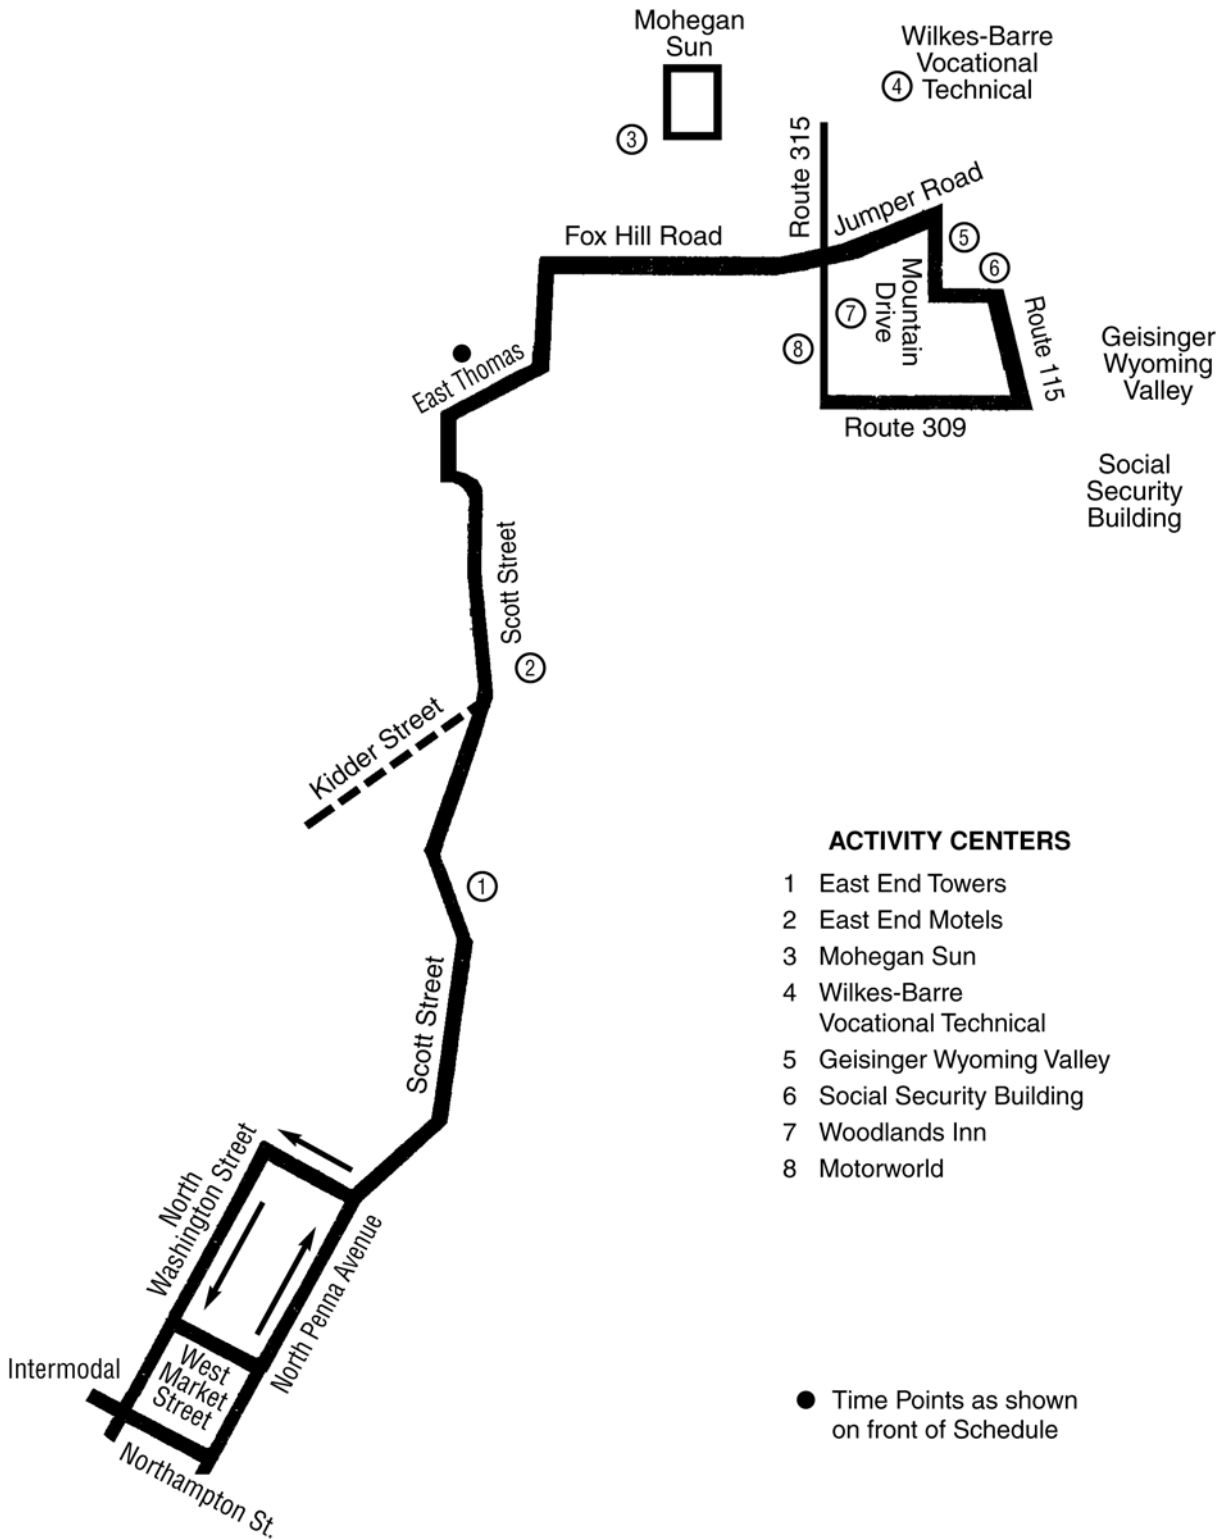 Mohegan
Sun
3
Wilkes-Barre
Vocational
4 Technical
Route 315
Jumper Road
Fox Hill Road
5
6
Mountain
Drive
7
8
Route 115
Route 309
Geisinger
Wyoming
Valley
Social
Security
Building
East Thomas
Scott Street
2
Kidder Street
1
Scott Street
ACTIVITY CENTERS
1 East End Towers
2 East End Motels
3 Mohegan Sun
4 Wilkes-Barre
Vocational Technical
5 Geisinger Wyoming Valley
6 Social Security Building
7 Woodlands Inn
8 Motorworld
North
Washington Street
North Penna Avenue
West
Market
Street
Intermodal
Northampton St.
Time Points as shown
on front of Schedule